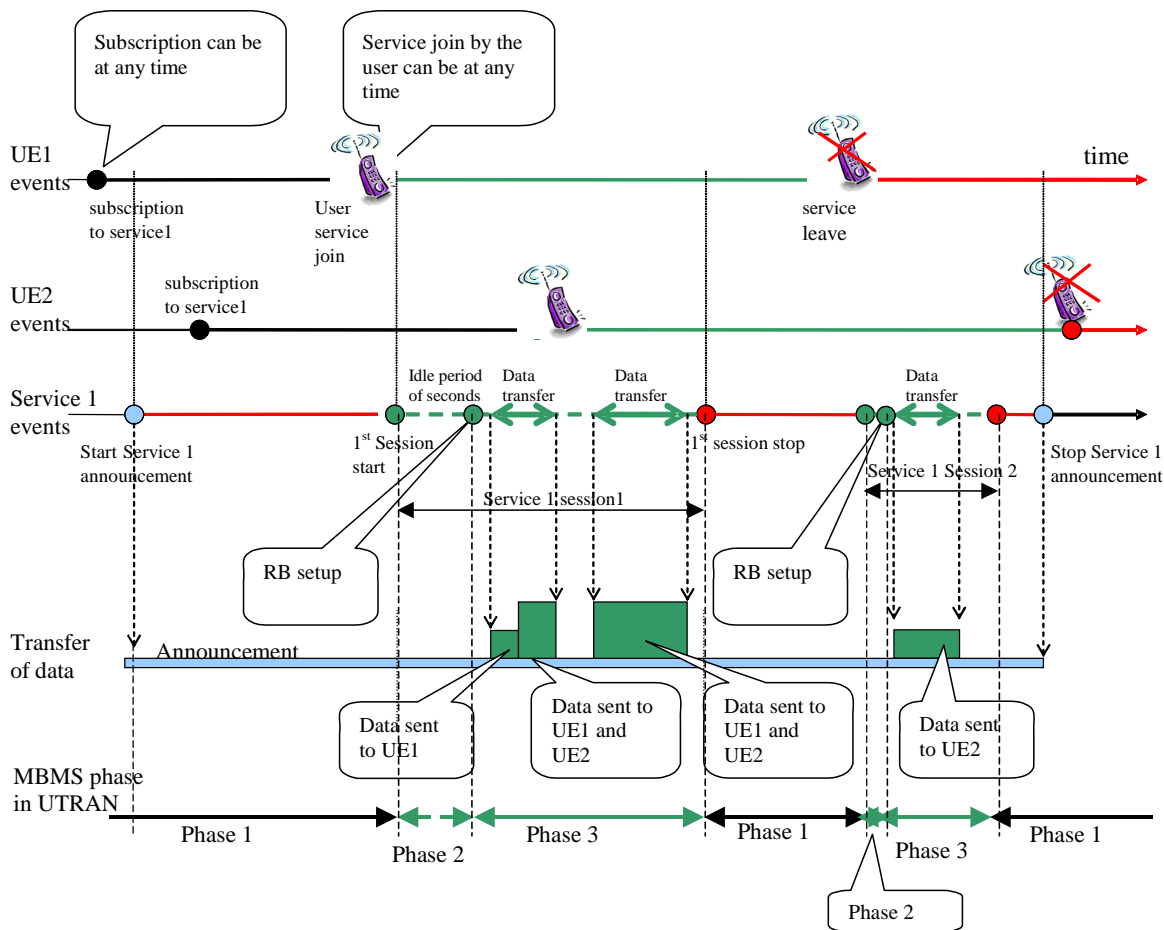 Subscription can be
at any time
Service join by the
user can be at any
time
UE1
events
time
subscription
to service1
User
service
join
service
leave
UE2
events
subscription
to service1
Service 1
events
Idle period
of seconds
Data
transfer
Data
transfer
Data
transfer
Start Service 1
announcement
1st Session
start
1st session stop
Stop Service 1
announcement
Service 1 Session 2
Service 1 session1
RB setup
RB setup
Transfer
of data
Announcement
Data sent
to UE1
Data sent to
UE1 and
UE2
Data sent to
UE1 and
UE2
Data sent
to UE2
MBMS phase
in UTRAN
Phase 1
Phase 2
Phase 3
Phase 1
Phase 3
Phase 1
Phase 2